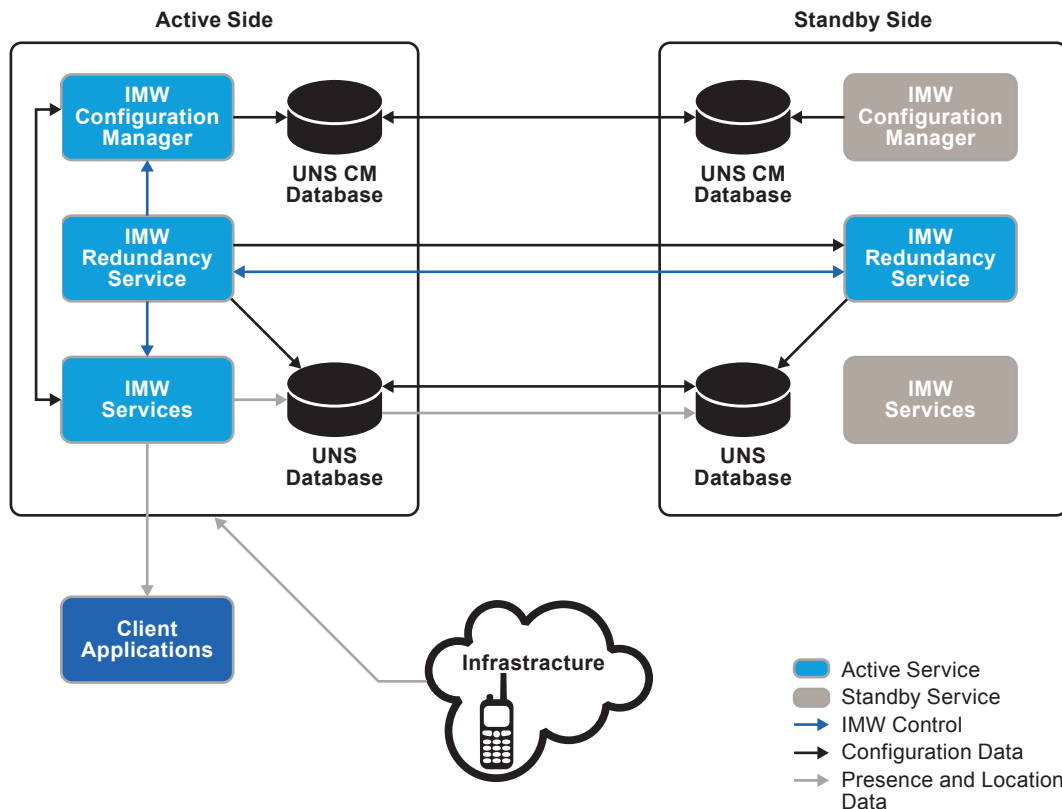 Active Side
Standby Side
IMW
Configuration
Manager
UNS CM
Database
UNS CM
Database
IMW
Configuration
Manager
IMW
Redundancy
Service
IMW
Redundancy
Service
IMW
Services
UNS
Database
UNS
Database
IMW
Services
Client
Applications
Infrastracture
Active Service
Standby Service
IMW Control
Configuration Data
Presence and Location
Data